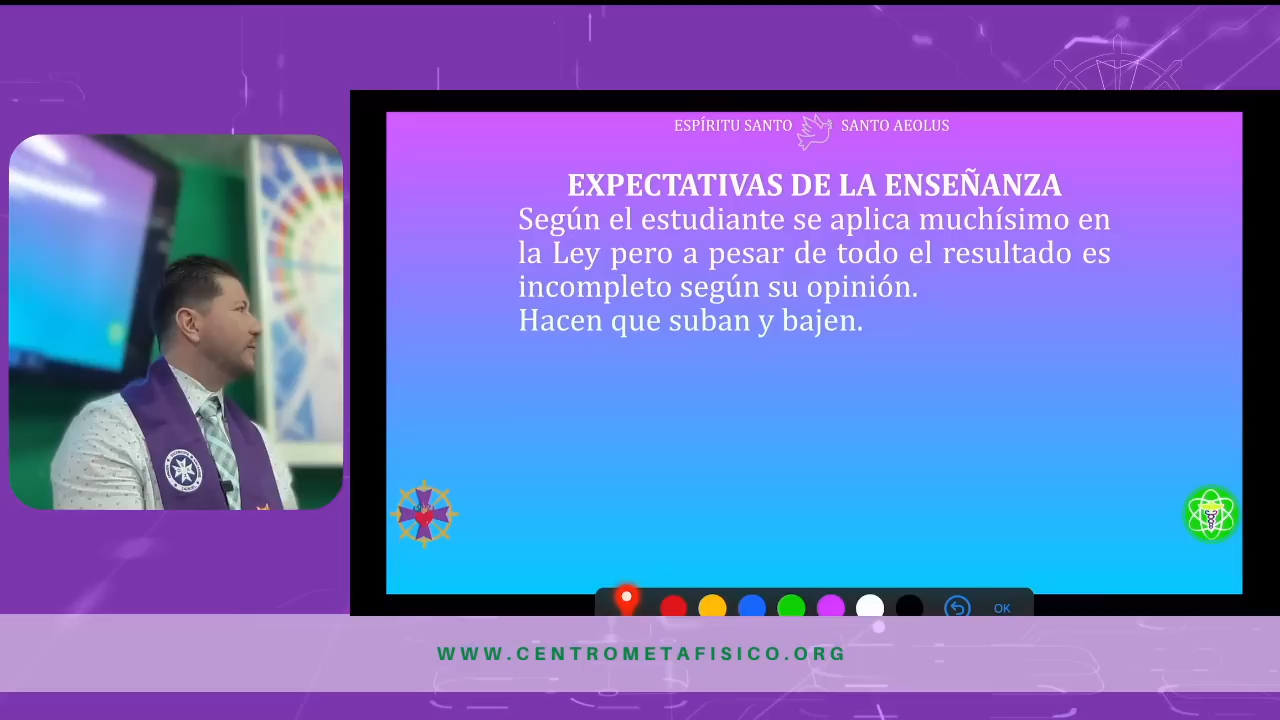 ESPÍRITU SANTO SANTO AEOLUS
EXPECTATIVAS DE LA ENSEÑANZA
Según el estudiante se aplica muchísimo en
la Ley pero a pesar de todo el resultado es
incompleto según su opinión.
Hacen que suban y bajen.
OK
WWW.CENTROMETAFISICO.ORG